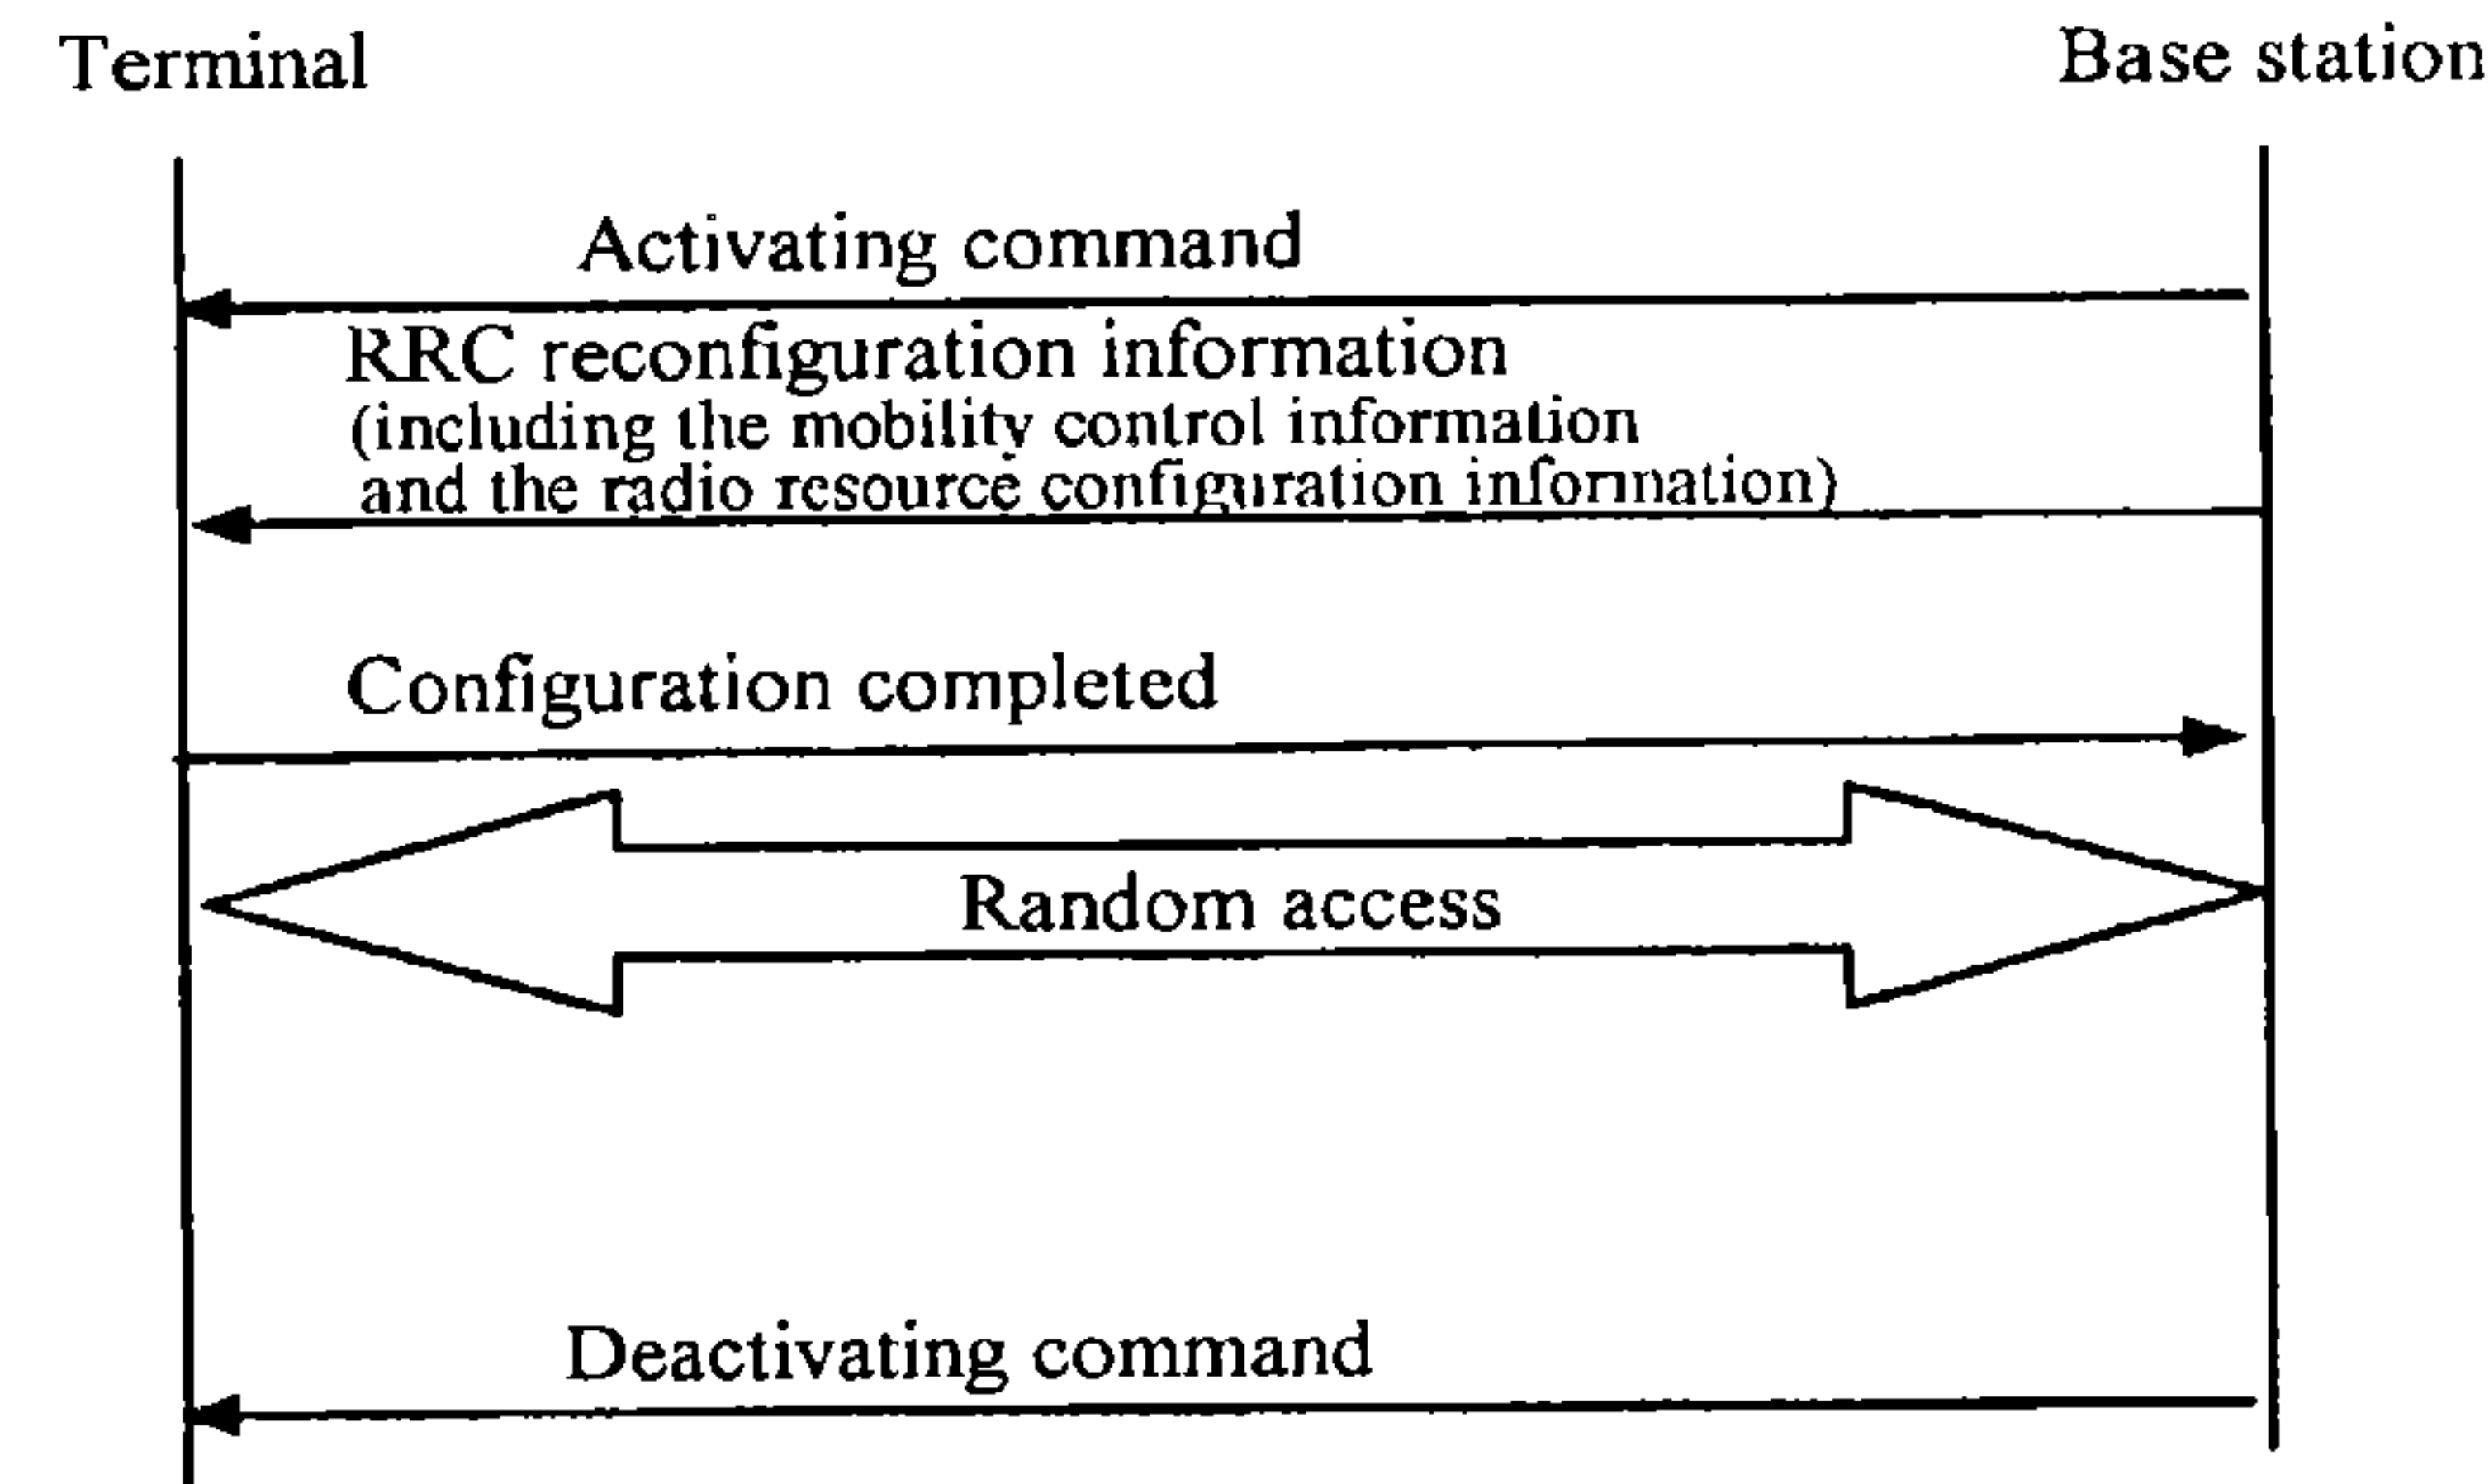 Terminal
Base station
Activating command
RRC reconfiguration information
(including the mobility control information
and the radio resource configuration information)
Configuration completed
Random access
Deactivating command